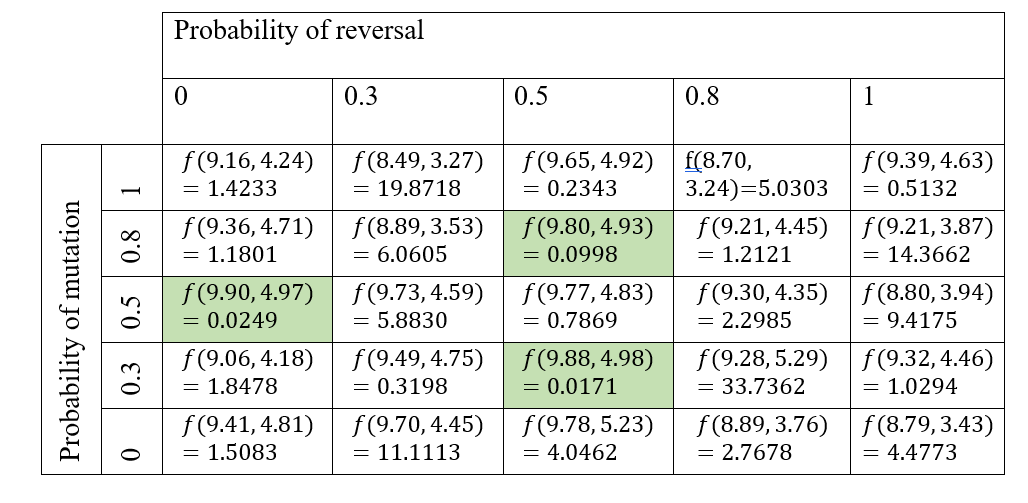 Probability of reversal
0 0.3 0.5 0.8 1
Probability of mutation
1
f(9.16, 4.24) = 1.4233
f(8.49, 3.27) = 19.8718
f(9.65, 4.92) = 0.2343
f(8.70, 3.24)=5.0303
f(9.39, 4.63) = 0.5132
0.8
f(9.36, 4.71) = 1.1801
f(8.89, 3.53) = 6.0605
f(9.80, 4.93) = 0.0998
f(9.21, 4.45) = 1.2121
f(9.21, 3.87) = 14.3662
0.5
f(9.90, 4.97) = 0.0249
f(9.73, 4.59) = 5.8830
f(9.77, 4.83) = 0.7869
f(9.30, 4.35) = 2.2985
f(8.80, 3.94) = 9.4175
0.3
f(9.06, 4.18) = 1.8478
f(9.49, 4.75) = 0.3198
f(9.88, 4.98) = 0.0171
f(9.28, 5.29) = 33.7362
f(9.32, 4.46) = 1.0294
0
f(9.41, 4.81) = 1.5083
f(9.70, 4.45) = 11.1113
f(9.78, 5.23) = 4.0462
f(8.89, 3.76) = 2.7678
f(8.79, 3.43) = 4.4773